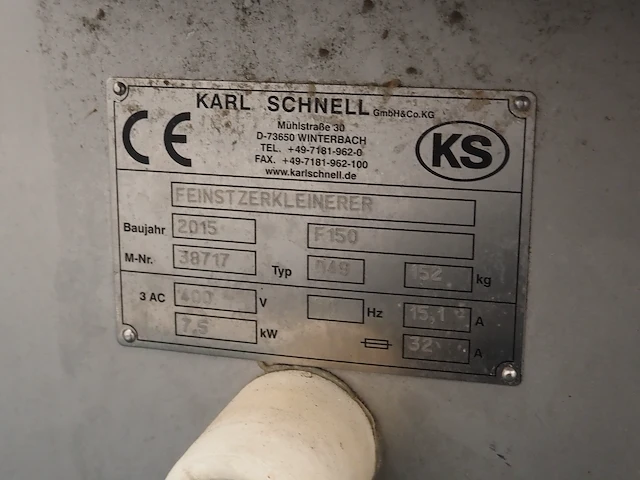 KARL SCHNELL GmbH&Co.KG
Mühlstraße 30
D-73650 WINTERBACH
TEL. +49-7181-962-0
FAX. +49-7181-962-100
www.karlschnell.de
CE
KS
FEINSTZERKLEINERER
Baujahr 2015 F150
M-Nr. 38717 Typ 152 kg
3 AC 400 V Hz 15,1 A
7,5 kW 32 A